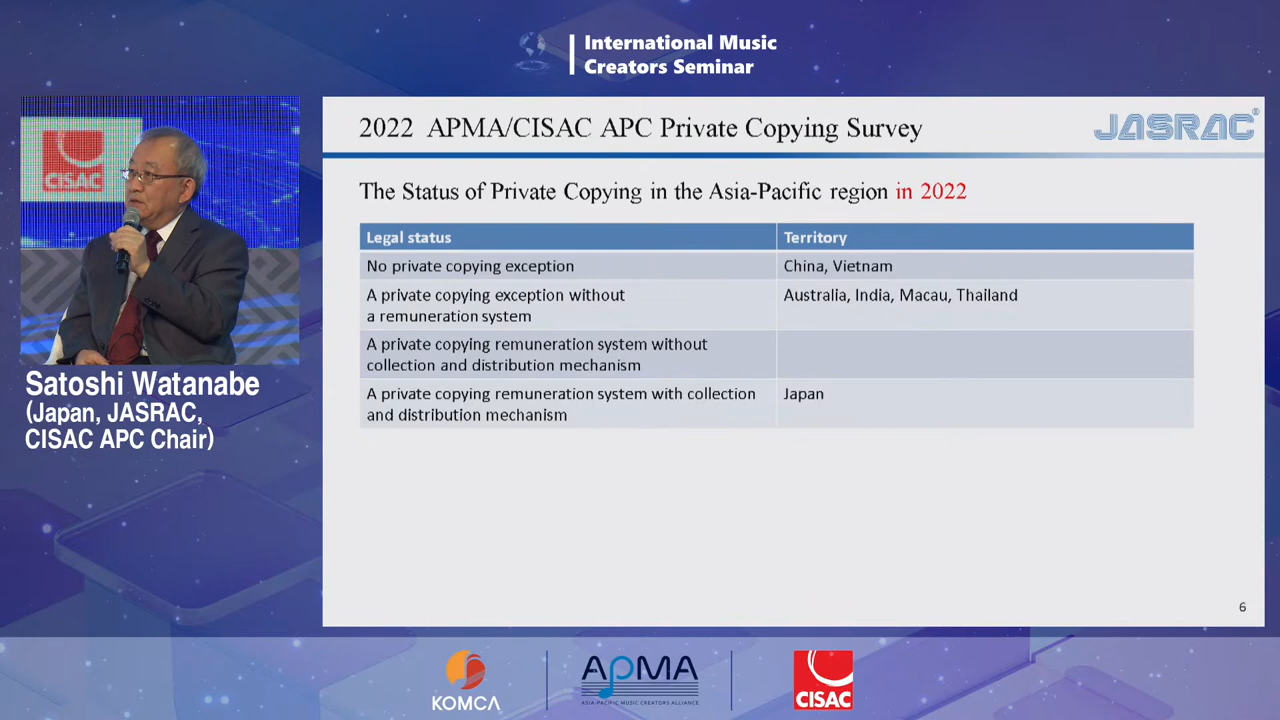 International Music
Creators Seminar
2022 APMA/CISAC APC Private Copying Survey
JASRAC
The Status of Private Copying in the Asia-Pacific region in 2022
Legal status
Territory
No private copying exception
China, Vietnam
A private copying exception without
a remuneration system
Australia, India, Macau, Thailand
A private copying remuneration system without
collection and distribution mechanism
A private copying remuneration system with collection
and distribution mechanism
Japan
6
CISAC
Satoshi Watanabe
(Japan, JASRAC,
CISAC APC Chair)
KOMCA
APMA
ASIA-PACIFIC MUSIC CREATORS ALLIANCE
CISAC